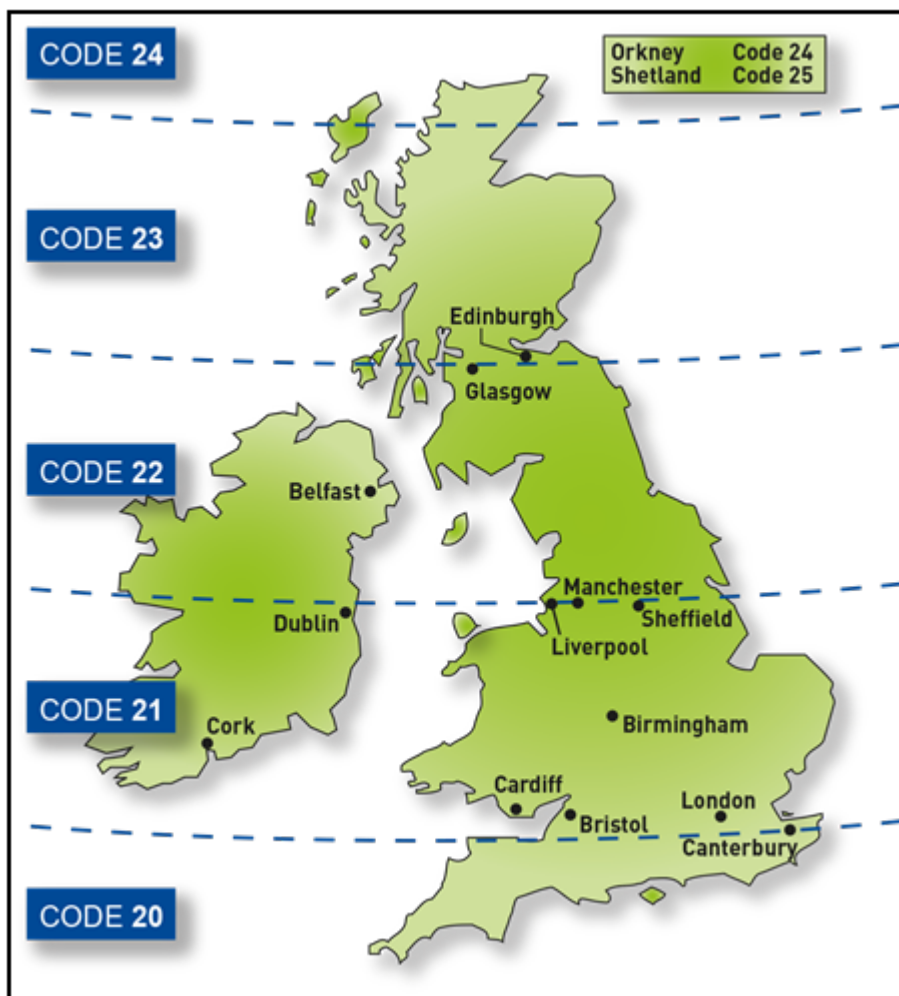 CODE 24
Orkney Code 24
Shetland Code 25
CODE 23
Edinburgh
Glasgow
CODE 22
Belfast
Manchester
Dublin
Sheffield
Liverpool
CODE 21
Cork
Birmingham
Cardiff
London
Bristol
Canterbury
CODE 20